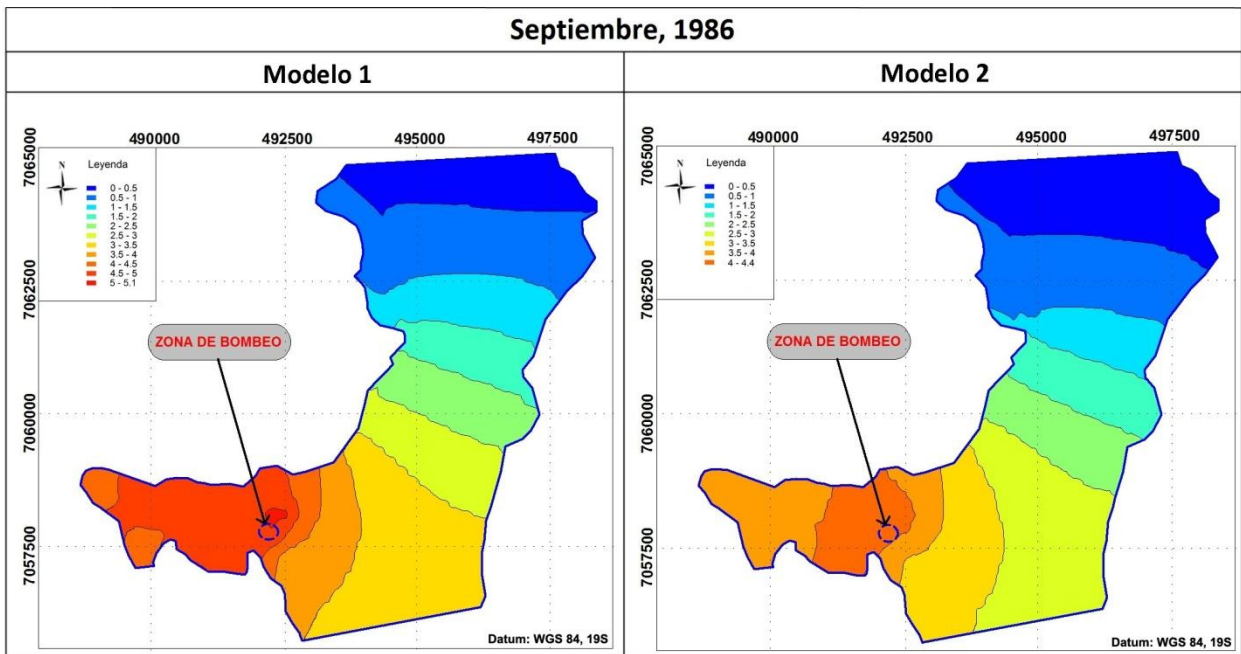 Septiembre, 1986
Modelo 1
490000 492500 495000 497500
7065000
7062500
7060000
7057500
N
Leyenda
0 - 0.5
0.5 - 1
1 - 1.5
1.5 - 2
2 - 2.5
2.5 - 3
3 - 3.5
3.5 - 4
4 - 4.5
4.5 - 5
5 - 5.1
ZONA DE BOMBEO
Datum: WGS 84, 19S
Modelo 2
490000 492500 495000 497500
7065000
7062500
7060000
7057500
N
Leyenda
0 - 0.5
0.5 - 1
1 - 1.5
1.5 - 2
2 - 2.5
2.5 - 3
3 - 3.5
3.5 - 4
4 - 4.4
ZONA DE BOMBEO
Datum: WGS 84, 19S